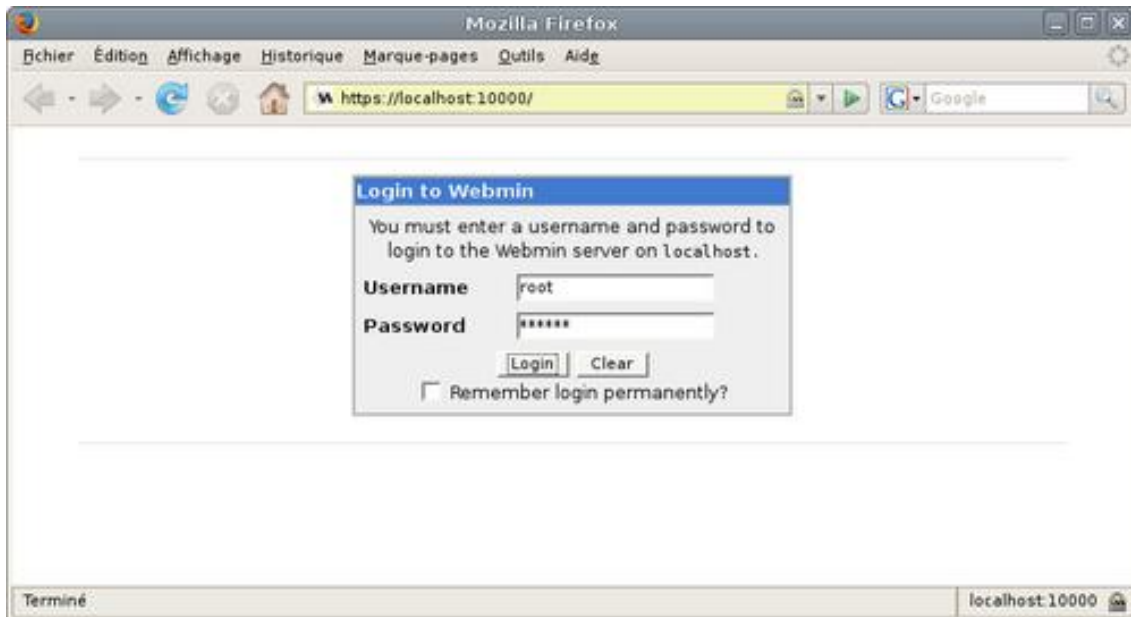 Mozilla Firefox
Fichier Édition Affichage Historique Marque-pages Outils Aide
https://localhost:10000/ Google
Login to Webmin
You must enter a username and password to
login to the Webmin server on localhost.
Username root
Password ******
Login Clear
Remember login permanently?
Terminé localhost:10000